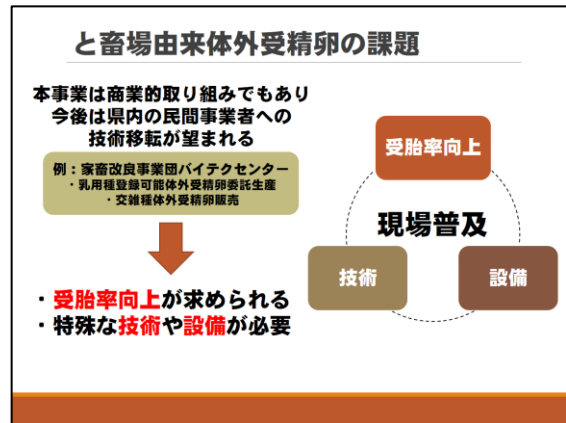 と畜場由来体外受精卵の課題
本事業は商業的取り組みでもあり
今後は県内の民間事業者への
技術移転が望まれる
例：家畜改良事業団バイテクセンター
・乳用種登録可能体外受精卵委託生産
・交雑種体外受精卵販売
・受胎率向上が求められる
・特殊な技術や設備が必要
受胎率向上
現場普及
技術
設備